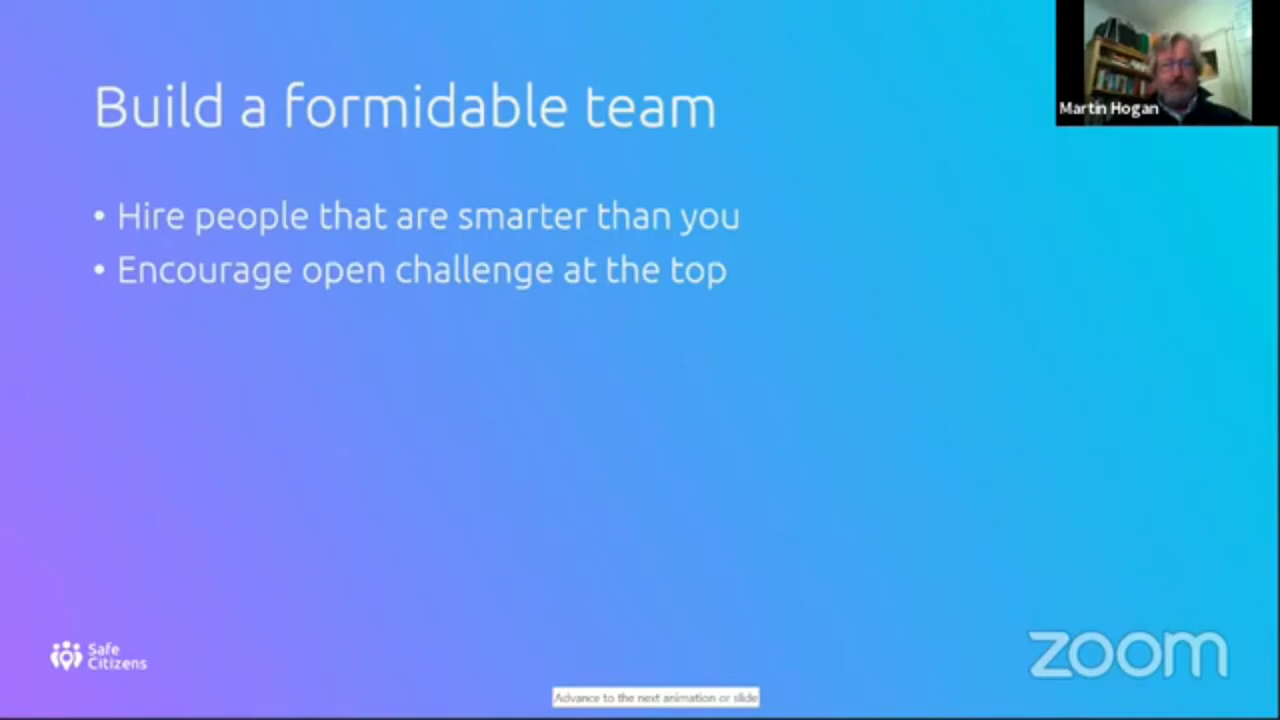 Build a formidable team
Martin Hogan
• Hire people that are smarter than you
• Encourage open challenge at the top
Safe
Citizens
zoom
Advance to the next animation or slide